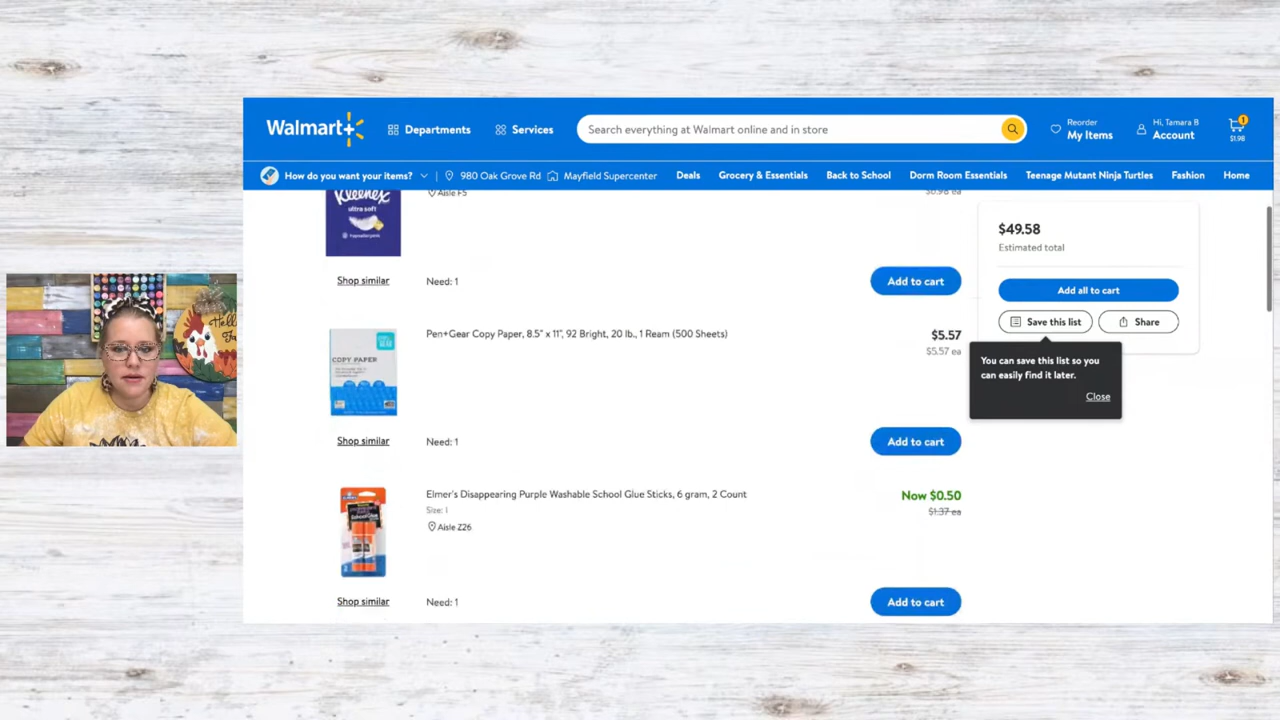 Walmart+
Departments
Services
Search everything at Walmart online and in store
Reorder
My Items
Hi, Tamara B
Account
1
$1.98
How do you want your items?
980 Oak Grove Rd
Mayfield Supercenter
Deals
Grocery & Essentials
Back to School
Dorm Room Essentials
Teenage Mutant Ninja Turtles
Fashion
Home
Kleenex
ultra soft
Aisle F5
$0.98 ea
Shop similar
Need: 1
Add to cart
$49.58
Estimated total
Add all to cart
Save this list
Share
You can save this list so you
can easily find it later.
Close
COPY PAPER
Pen+Gear Copy Paper, 8.5" x 11", 92 Bright, 20 lb., 1 Ream (500 Sheets)
$5.57
$5.57 ea
Shop similar
Need: 1
Add to cart
Elmer's Disappearing Purple Washable School Glue Sticks, 6 gram, 2 Count
Size: 1
Aisle Z26
Now $0.50
$1.37 ea
Shop similar
Need: 1
Add to cart
Hello